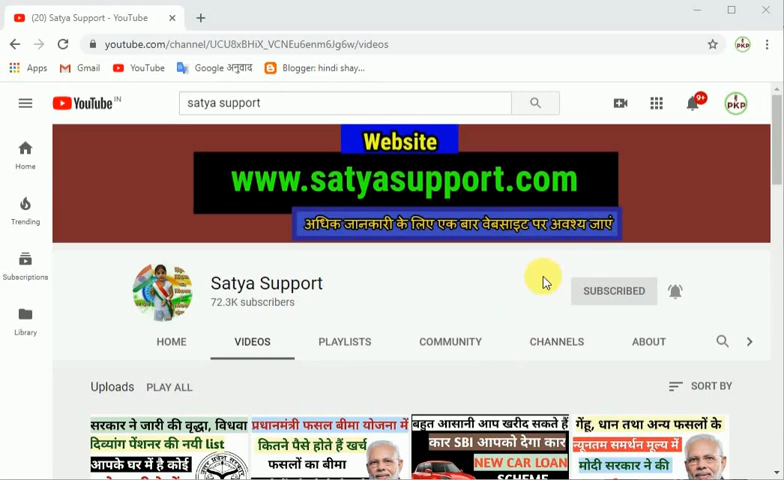 (20) Satya Support - YouTube
youtube.com/channel/UCU8xBHiX_VCNEu6enm6Jg6w/videos
Apps Gmail YouTube Google अनुवाद Blogger: hindi shay...
YouTube IN satya support 9+ PKP
Website
www.satyasupport.com
अधिक जानकारी के लिए एक बार वेबसाइट पर अवश्य जाएं
Home
Trending
Subscriptions
Library
Satya Support
72.3K subscribers
SUBSCRIBED
HOME VIDEOS PLAYLISTS COMMUNITY CHANNELS ABOUT
Uploads PLAY ALL SORT BY
सरकार ने जारी की वृद्धा, विधवा
दिव्यांग पेंशनर की नयी list
आपके घर में है कोई
प्रधानमंत्री फसल बीमा योजना में
कितने पैसे होते हैं खर्च
फसलों का बीमा
बहुत आसानी आप खरीद सकते हैं
कार SBI आपको देगा कार
NEW CAR LOAN
SCHEME
गेंहू, धान तथा अन्य फसलों के
न्यूनतम समर्थन मूल्य में
मोदी सरकार ने की